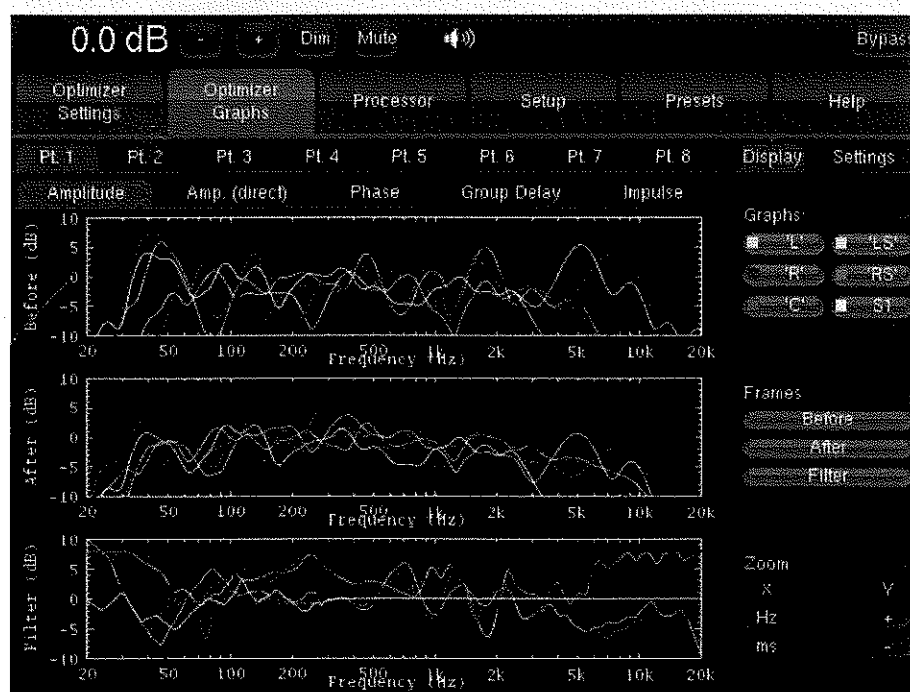 0.0 dB - + Dim Mute Bypass
Optimizer Settings Optimizer Graphs Processor Setup Presets Help
Pt. 1 Pt. 2 Pt. 3 Pt. 4 Pt. 5 Pt. 6 Pt. 7 Pt. 8 Display Settings
Amplitude Amp. (direct) Phase Group Delay Impulse
Graphs
'L' 'LS'
'R' RS
'C'
Before (dB)
10
5
0
-5
-10
20 50 100 200 500 1k 2k 5k 10k 20k
Frequency (Hz)
Frames
Before
After
Filter
After (dB)
10
5
0
-5
-10
20 50 100 200 500 1k 2k 5k 10k 20k
Frequency (Hz)
Zoom
X Y
Hz +
ms -
Filter (dB)
10
5
0
-5
-10
20 50 100 200 500 1k 2k 5k 10k 20k
Frequency (Hz)